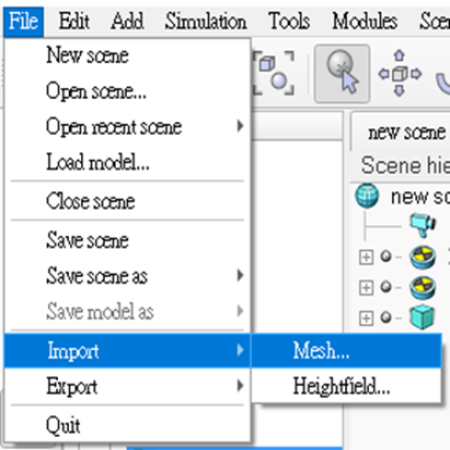 File Edit Add Simulation Tools Modules Scen
New scene
Open scene...
Open recent scene
Load model...
Close scene
Save scene
Save scene as
Save model as
Import
Export
Quit
Mesh...
Heightfield...
new scene
Scene hie
new sc